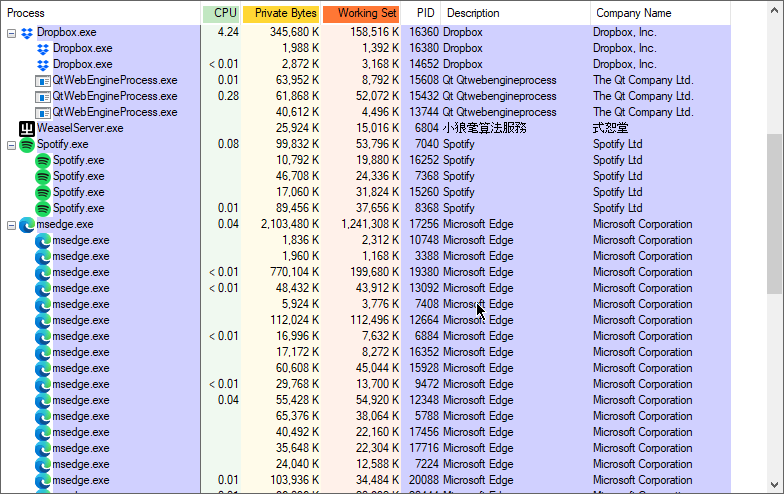 Process CPU Private Bytes Working Set PID Description Company Name
Dropbox.exe 4.24 345,680 K 158,516 K 16360 Dropbox Dropbox, Inc.
Dropbox.exe 1,988 K 1,392 K 16380 Dropbox Dropbox, Inc.
Dropbox.exe < 0.01 2,872 K 3,168 K 14652 Dropbox Dropbox, Inc.
QtWebEngineProcess.exe 0.01 63,952 K 8,792 K 15608 Qt Qtwebengineprocess The Qt Company Ltd.
QtWebEngineProcess.exe 0.28 61,868 K 52,072 K 15432 Qt Qtwebengineprocess The Qt Company Ltd.
QtWebEngineProcess.exe 40,612 K 4,496 K 13744 Qt Qtwebengineprocess The Qt Company Ltd.
WeaselServer.exe 25,924 K 15,016 K 6804 小狼毫算法服務 式恕堂
Spotify.exe 0.08 99,832 K 53,796 K 7040 Spotify Spotify Ltd
Spotify.exe 10,792 K 19,880 K 16252 Spotify Spotify Ltd
Spotify.exe 46,708 K 24,336 K 7368 Spotify Spotify Ltd
Spotify.exe 17,060 K 31,824 K 15260 Spotify Spotify Ltd
Spotify.exe 0.01 89,456 K 37,656 K 8368 Spotify Spotify Ltd
msedge.exe 0.04 2,103,480 K 1,241,308 K 17256 Microsoft Edge Microsoft Corporation
msedge.exe 1,836 K 2,312 K 10748 Microsoft Edge Microsoft Corporation
msedge.exe 1,960 K 1,168 K 3388 Microsoft Edge Microsoft Corporation
msedge.exe < 0.01 770,104 K 199,680 K 19380 Microsoft Edge Microsoft Corporation
msedge.exe < 0.01 48,432 K 43,912 K 13092 Microsoft Edge Microsoft Corporation
msedge.exe 5,924 K 3,776 K 7408 Microsoft Edge Microsoft Corporation
msedge.exe 112,024 K 112,496 K 12664 Microsoft Edge Microsoft Corporation
msedge.exe < 0.01 16,996 K 7,632 K 6884 Microsoft Edge Microsoft Corporation
msedge.exe 17,172 K 8,272 K 16352 Microsoft Edge Microsoft Corporation
msedge.exe 60,608 K 45,044 K 15928 Microsoft Edge Microsoft Corporation
msedge.exe < 0.01 29,768 K 13,700 K 9472 Microsoft Edge Microsoft Corporation
msedge.exe 0.04 55,428 K 54,920 K 12348 Microsoft Edge Microsoft Corporation
msedge.exe 65,376 K 38,064 K 5788 Microsoft Edge Microsoft Corporation
msedge.exe 40,492 K 22,160 K 17456 Microsoft Edge Microsoft Corporation
msedge.exe 35,648 K 22,304 K 17716 Microsoft Edge Microsoft Corporation
msedge.exe 24,040 K 12,588 K 7224 Microsoft Edge Microsoft Corporation
msedge.exe 0.01 103,936 K 34,484 K 20088 Microsoft Edge Microsoft Corporation